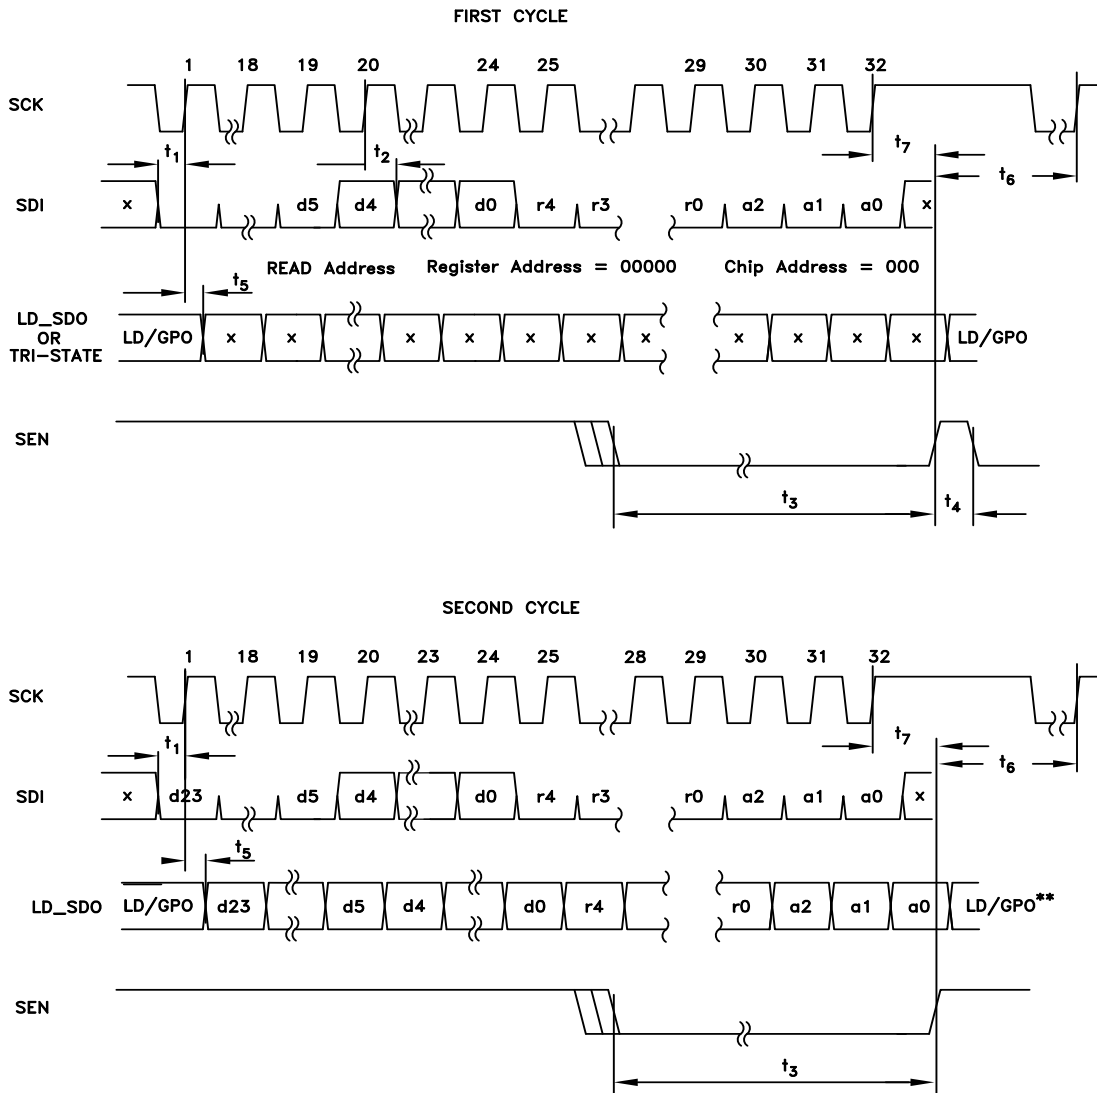 FIRST CYCLE
1 18 19 20 24 25 29 30 31 32
SCK
t1 t2 t7 t6
SDI x d5 d4 d0 r4 r3 r0 a2 a1 a0 x
READ Address Register Address = 00000 Chip Address = 000
t5
LD_SDO
OR
TRI-STATE
LD/GPO x x x x x x x x x x x LD/GPO
SEN
t3 t4
SECOND CYCLE
1 18 19 20 23 24 25 28 29 30 31 32
SCK
t1 t7 t6
SDI x d23 d5 d4 d0 r4 r3 r0 a2 a1 a0 x
t5
LD_SDO LD/GPO d23 d5 d4 d0 r4 r0 a2 a1 a0 LD/GPO**
SEN
t3